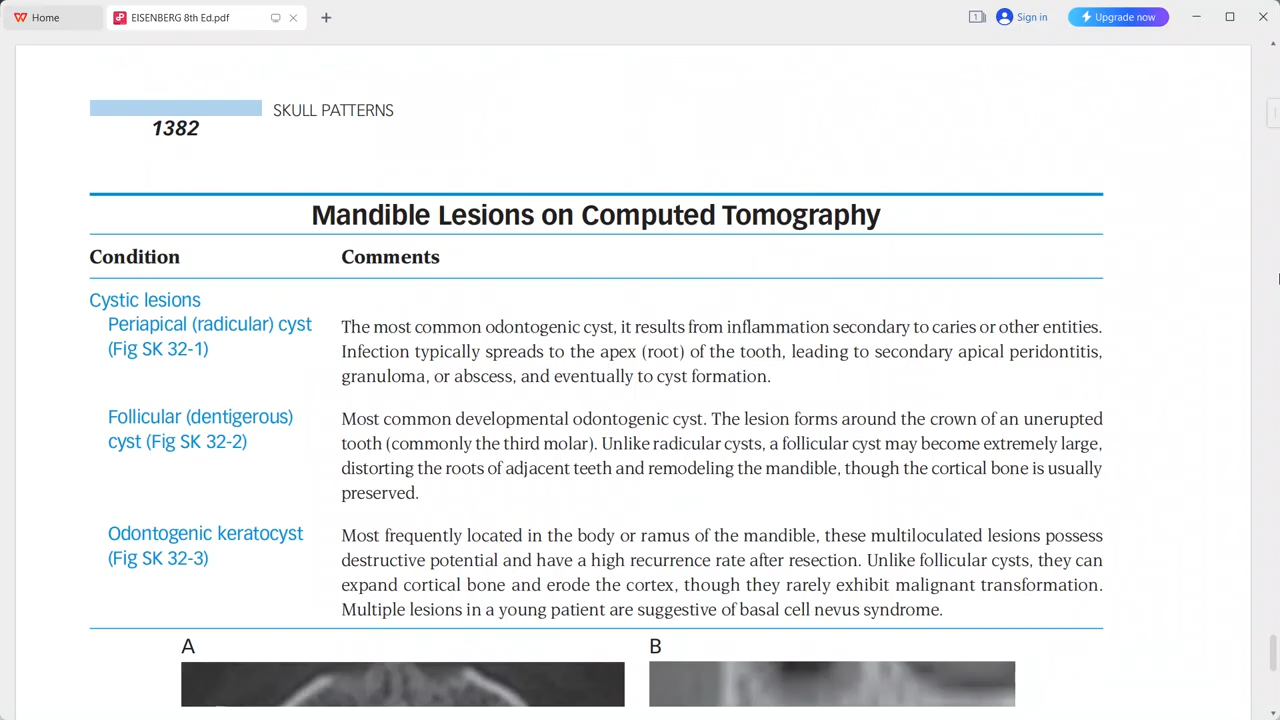 Home
EISENBERG 8th Ed.pdf
1
Sign in
Upgrade now
SKULL PATTERNS
1382
Mandible Lesions on Computed Tomography
Condition Comments
Cystic lesions
Periapical (radicular) cyst
(Fig SK 32-1)
The most common odontogenic cyst, it results from inflammation secondary to caries or other entities.
Infection typically spreads to the apex (root) of the tooth, leading to secondary apical peridontitis,
granuloma, or abscess, and eventually to cyst formation.
Follicular (dentigerous)
cyst (Fig SK 32-2)
Most common developmental odontogenic cyst. The lesion forms around the crown of an unerupted
tooth (commonly the third molar). Unlike radicular cysts, a follicular cyst may become extremely large,
distorting the roots of adjacent teeth and remodeling the mandible, though the cortical bone is usually
preserved.
Odontogenic keratocyst
(Fig SK 32-3)
Most frequently located in the body or ramus of the mandible, these multiloculated lesions possess
destructive potential and have a high recurrence rate after resection. Unlike follicular cysts, they can
expand cortical bone and erode the cortex, though they rarely exhibit malignant transformation.
Multiple lesions in a young patient are suggestive of basal cell nevus syndrome.
A
B